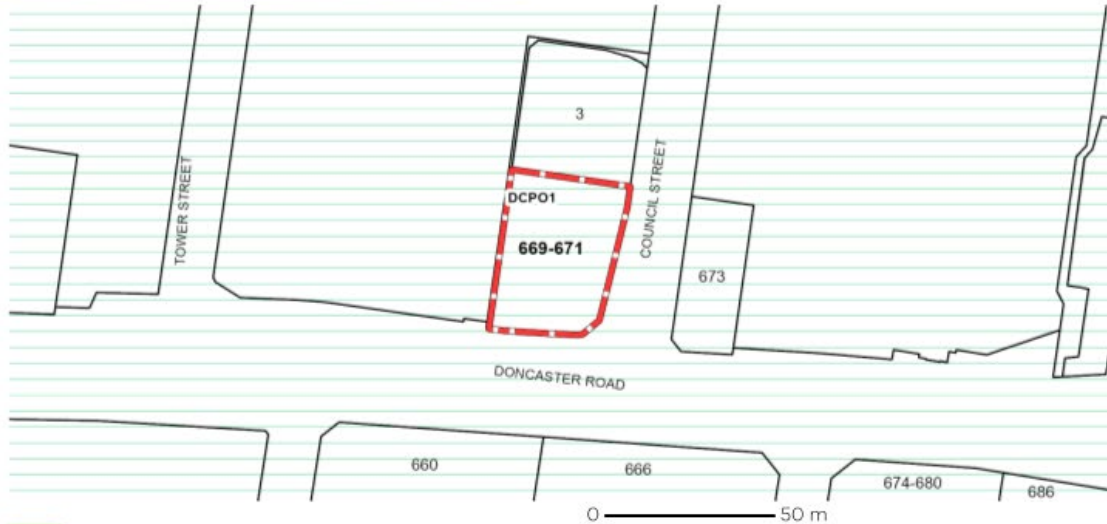 3
TOWER STREET
COUNCIL STREET
DCPO1
669-671
673
DONCASTER ROAD
660
666
674-680
686
0 50 m